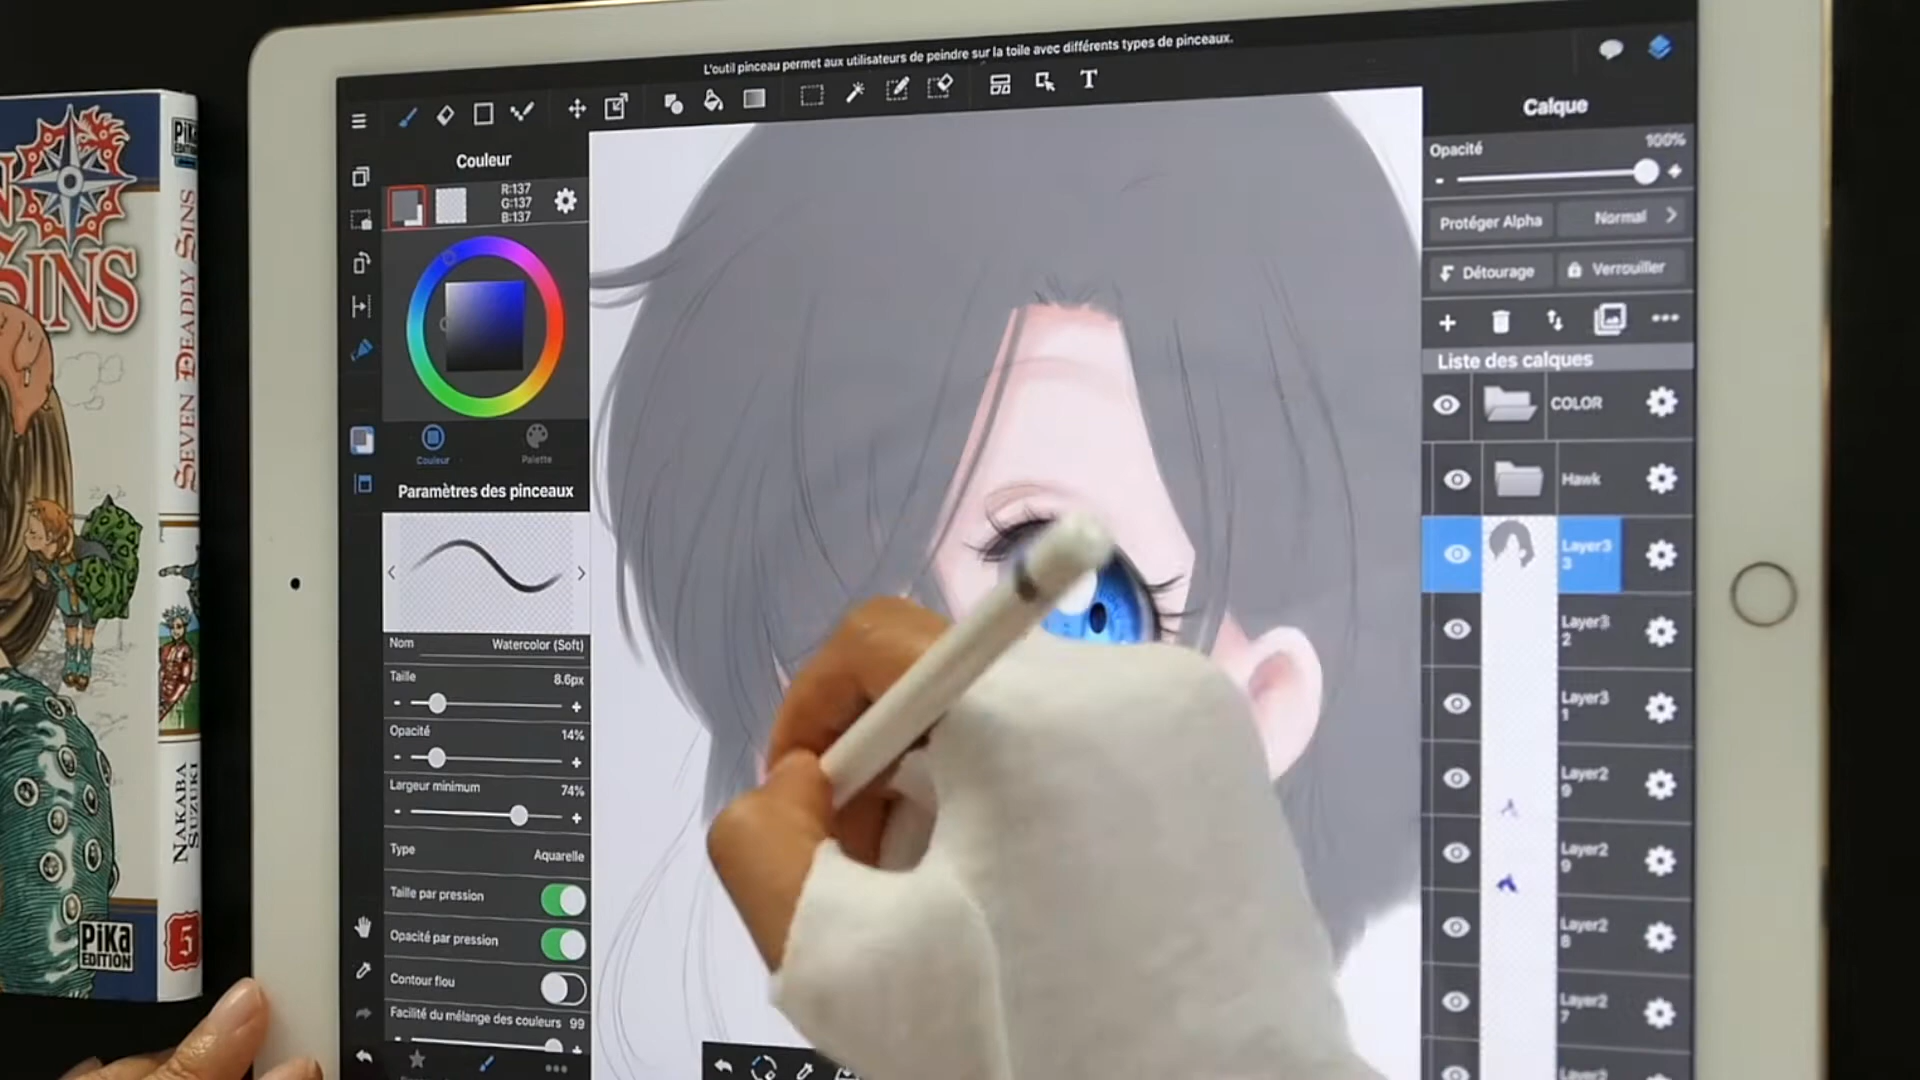 L'outil pinceau permet aux utilisateurs de peindre sur la toile avec différents types de pinceaux.
T
Couleur
R:137
G:137
B:137
Couleur
Palette
Paramètres des pinceaux
Nom
Watercolor (Soft)
Taille
8.6px
Opacité
14%
Largeur minimum
74%
Type
Aquarelle
Taille par pression
Opacité par pression
Contour flou
Facilité du mélange des couleurs 99
Calque
Opacité
100%
Protéger Alpha
Normal
Détourage
Verrouiller
Liste des calques
COLOR
Hawk
Layer3
3
Layer3
2
Layer3
1
Layer2
9
Layer2
9
Layer2
8
Layer2
7
SINS
PiKA
EDITION
SEVEN DEADLY SINS
NAKABA
SUZUKI
PiKA
EDITION
5